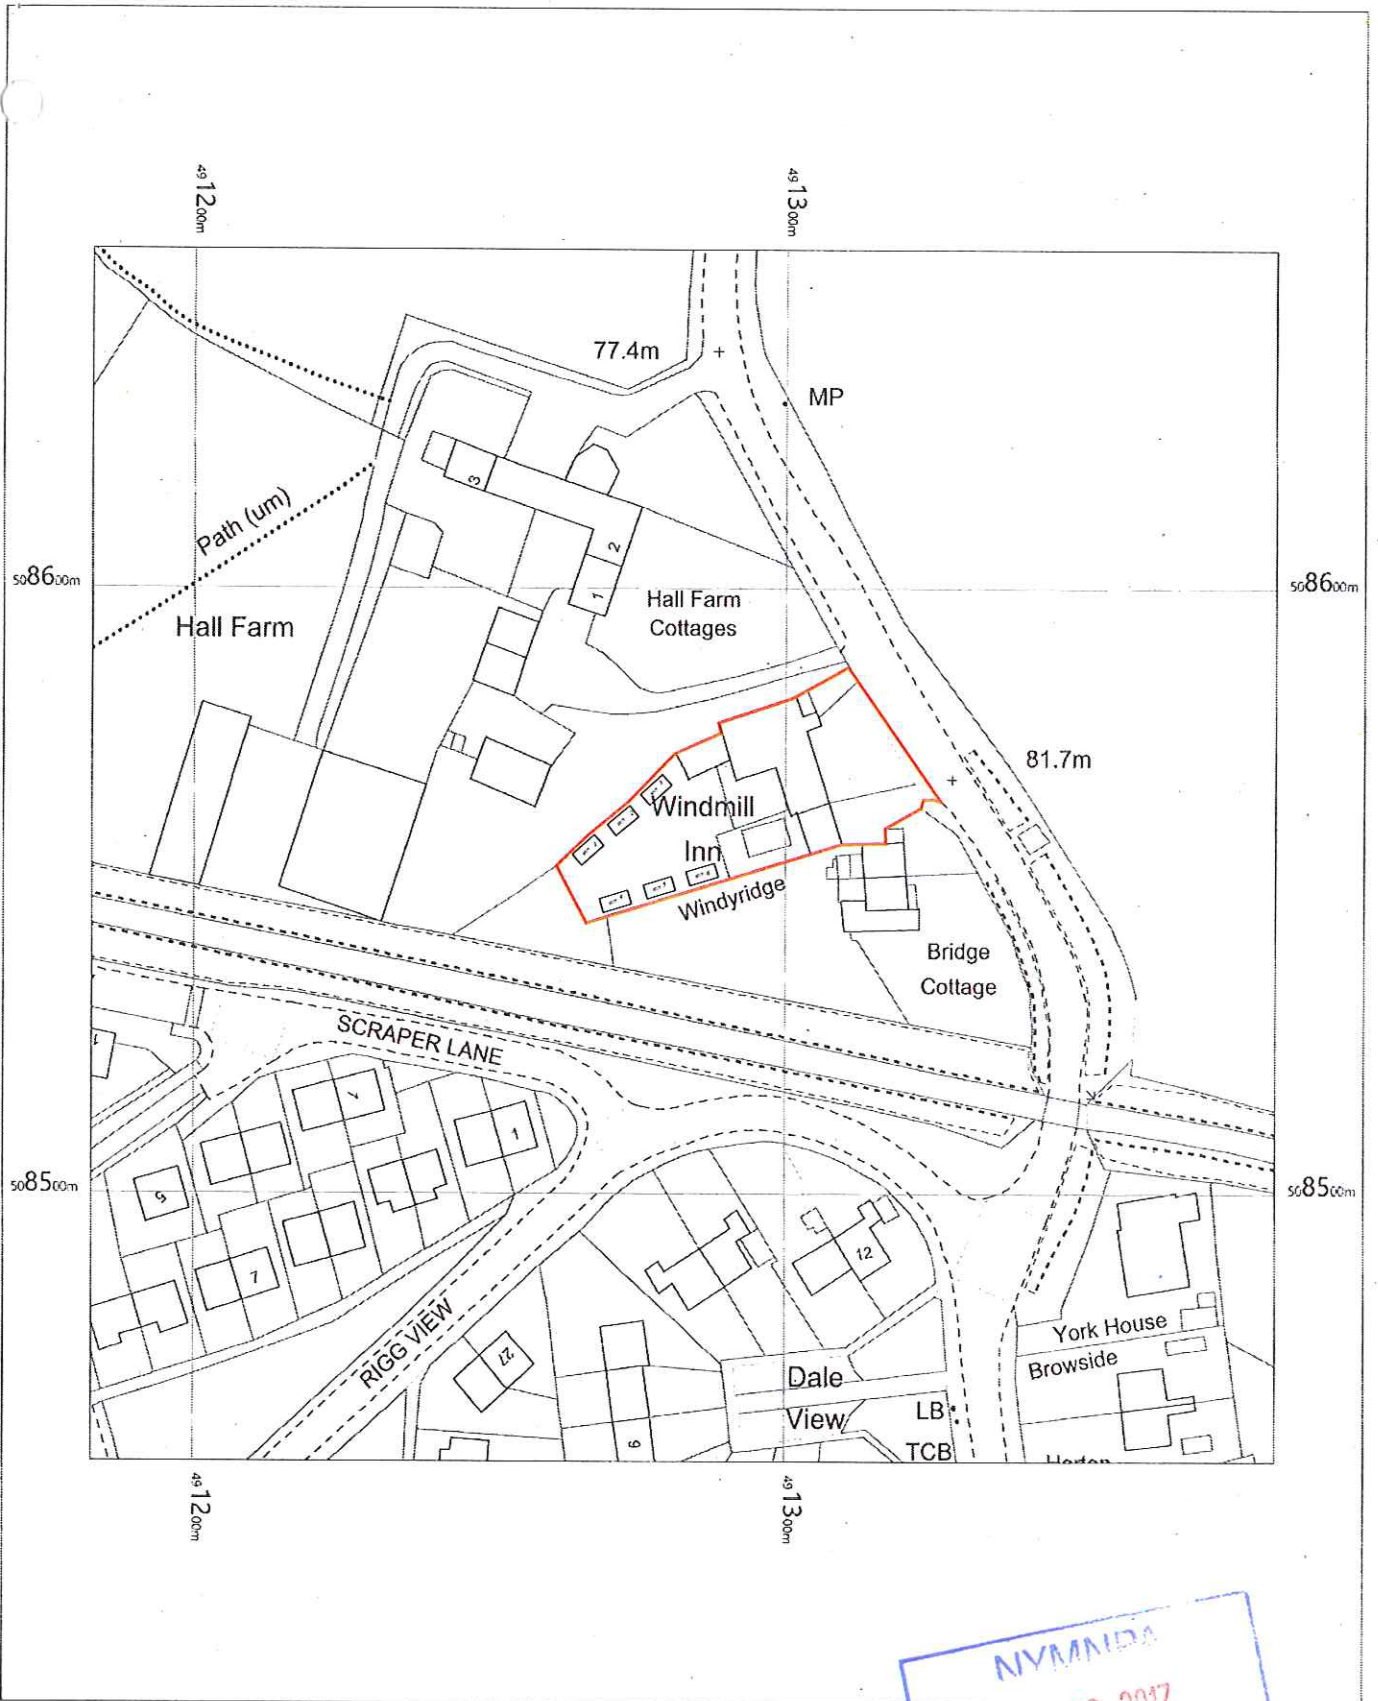 491200m
491300m
77.4m
MP
3
Path (um)
2
508600m
1
Hall Farm
Cottages
508600m
Hall Farm
81.7m
Windmill
Inn
Windyridge
Bridge
Cottage
SCRAPER LANE
1
1
508500m
5
7
12
508500m
RIGG VIEW
27
York House
Browside
Dale
View
LB
TCB
9
491200m
491300m
NYMNPA
2017